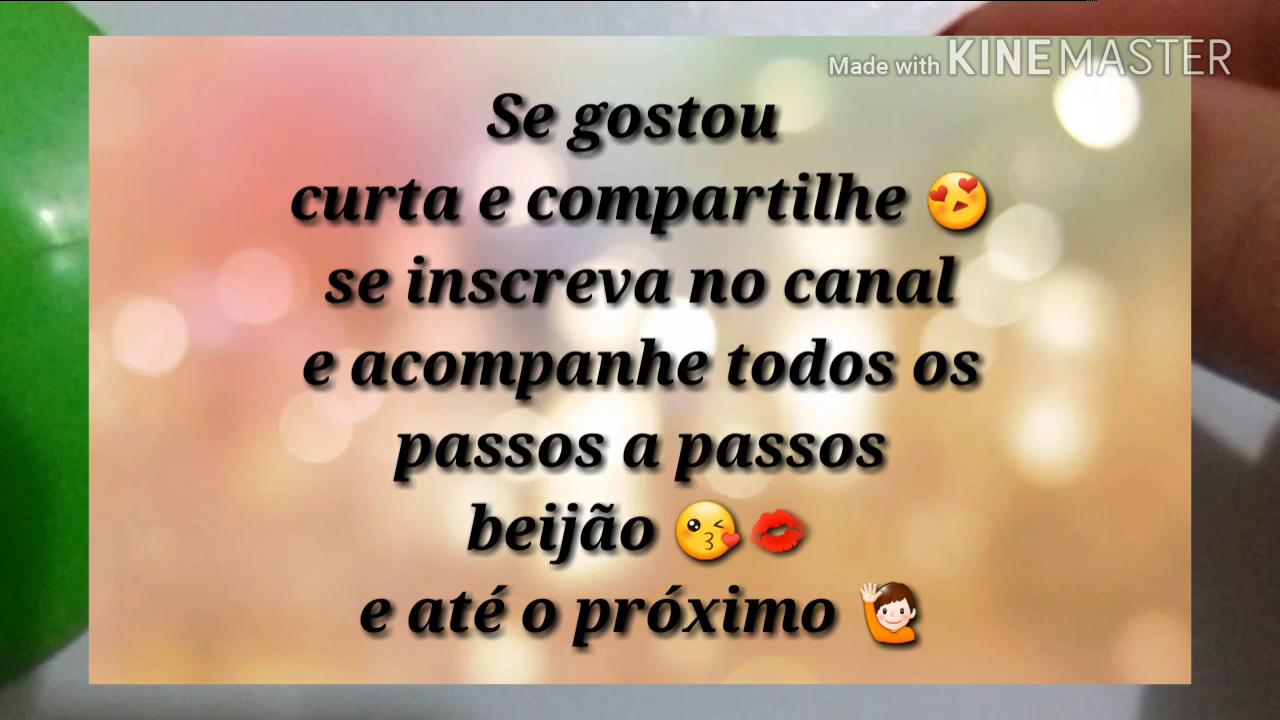 Made with KINEMASTER
Se gostou
curta e compartilhe 😍
se inscreva no canal
e acompanhe todos os
passos a passos
beijão 😘💋
e até o próximo 🙋